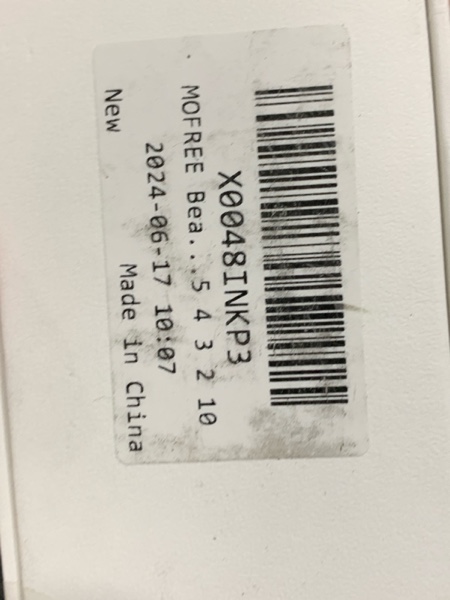 X0048INKP3
MOFREE Bea...5 4 3 2 10
2024-06-17 10:07
New Made in China